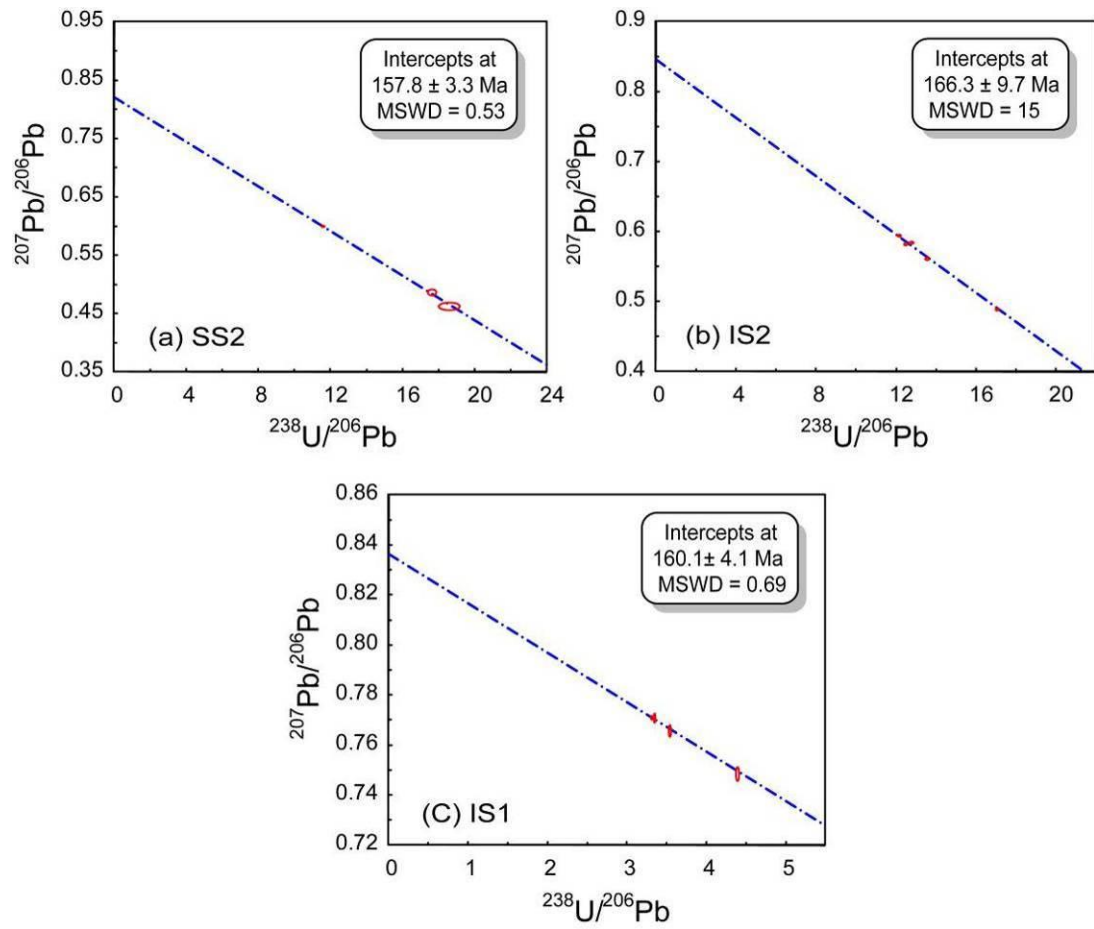 0.95
0.85
0.75
0.65
0.55
0.45
0.35
207Pb/206Pb
Intercepts at
157.8 ± 3.3 Ma
MSWD = 0.53
(a) SS2
0 4 8 12 16 20 24
238U/206Pb
0.9
0.8
0.7
0.6
0.5
0.4
207Pb/206Pb
Intercepts at
166.3 ± 9.7 Ma
MSWD = 15
(b) IS2
0 4 8 12 16 20
238U/206Pb
0.86
0.84
0.82
0.80
0.78
0.76
0.74
0.72
207Pb/206Pb
Intercepts at
160.1± 4.1 Ma
MSWD = 0.69
(C) IS1
0 1 2 3 4 5
238U/206Pb